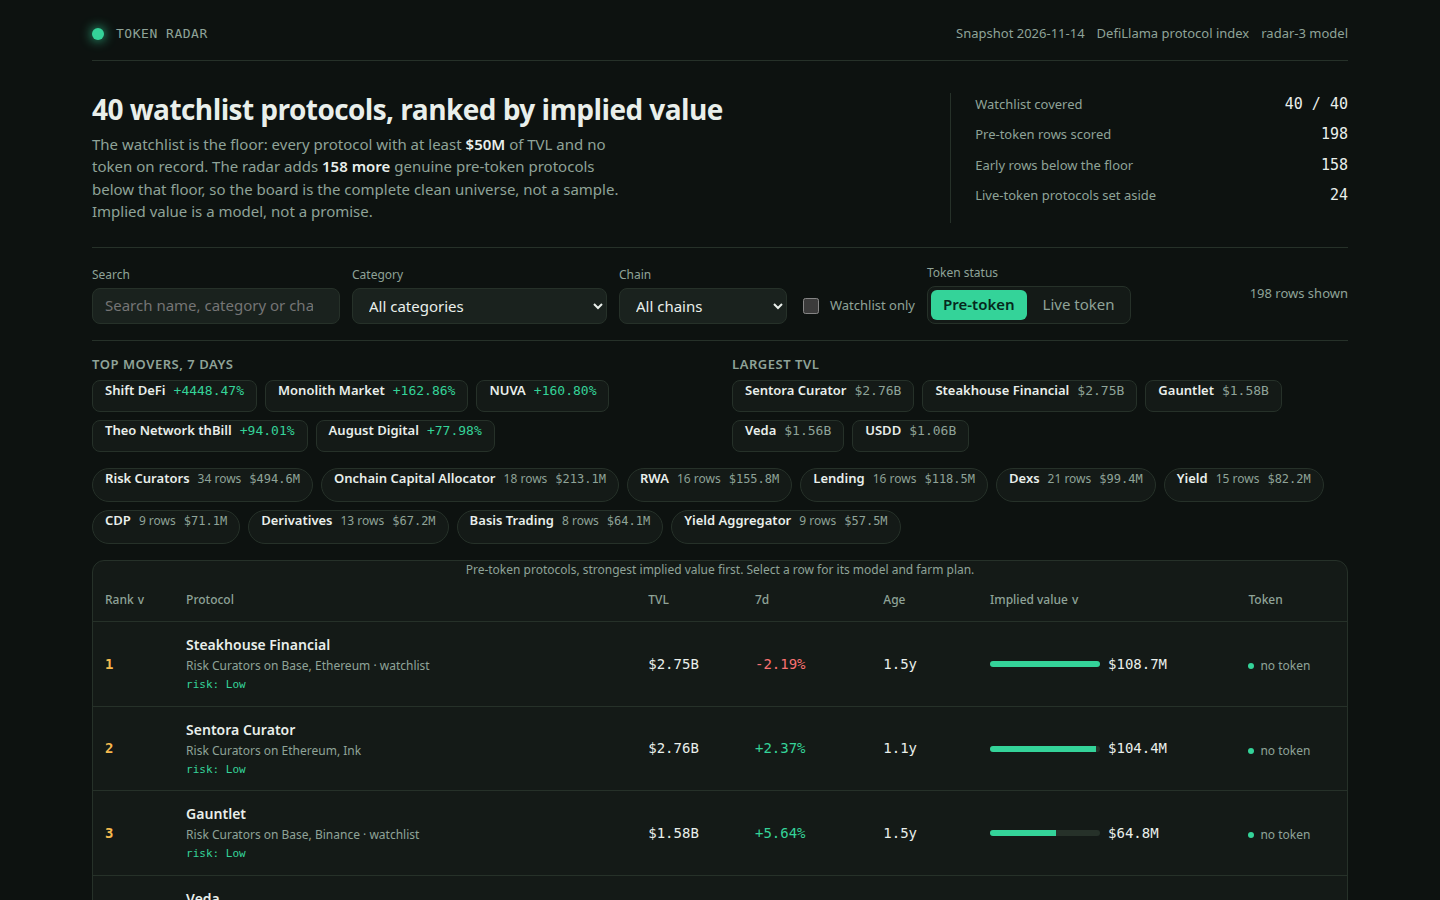 TOKEN RADAR
Snapshot 2026-11-14 DefiLlama protocol index radar-3 model
40 watchlist protocols, ranked by implied value
The watchlist is the floor: every protocol with at least $50M of TVL and no
token on record. The radar adds 158 more genuine pre-token protocols
below that floor, so the board is the complete clean universe, not a sample.
Implied value is a model, not a promise.
Watchlist covered 40 / 40
Pre-token rows scored 198
Early rows below the floor 158
Live-token protocols set aside 24
Search
Search name, category or cha
Category
All categories
Chain
All chains
Watchlist only
Token status
Pre-token Live token
198 rows shown
TOP MOVERS, 7 DAYS
Shift DeFi +4448.47% Monolith Market +162.86% NUVA +160.80%
Theo Network thBill +94.01% August Digital +77.98%
LARGEST TVL
Sentora Curator $2.76B Steakhouse Financial $2.75B Gauntlet $1.58B
Veda $1.56B USDD $1.06B
Risk Curators 34 rows $494.6M Onchain Capital Allocator 18 rows $213.1M RWA 16 rows $155.8M Lending 16 rows $118.5M Dexs 21 rows $99.4M Yield 15 rows $82.2M
CDP 9 rows $71.1M Derivatives 13 rows $67.2M Basis Trading 8 rows $64.1M Yield Aggregator 9 rows $57.5M
Pre-token protocols, strongest implied value first. Select a row for its model and farm plan.
Rank v Protocol TVL 7d Age Implied value v Token
Steakhouse Financial
Risk Curators on Base, Ethereum · watchlist
risk: Low
1 $2.75B -2.19% 1.5y $108.7M no token
Sentora Curator
Risk Curators on Ethereum, Ink
risk: Low
2 $2.76B +2.37% 1.1y $104.4M no token
Gauntlet
Risk Curators on Base, Binance · watchlist
risk: Low
3 $1.58B +5.64% 1.5y $64.8M no token
Veda